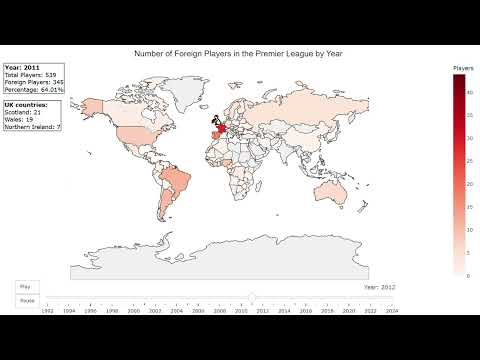 Number of Foreign Players in the Premier League by Year
Year: 2011
Total Players: 539
Foreign Players: 345
Percentage: 64.01%
UK countries:
Scotland: 21
Wales: 19
Northern Ireland: 7
Players
40
35
30
25
20
15
10
5
0
Play
Pause
Year: 2012
1992 1994 1996 1998 2000 2002 2004 2006 2008 2010 2012 2014 2016 2018 2020 2022 2024